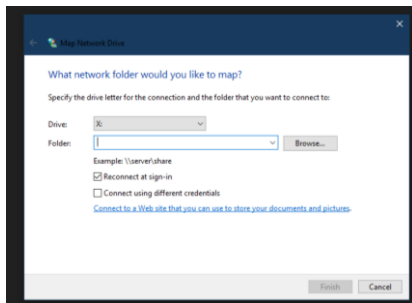 Map Network Drive
What network folder would you like to map?
Specify the drive letter for the connection and the folder that you want to connect to:
Drive: X:
Folder: Browse...
Example: \\server\share
Reconnect at sign-in
Connect using different credentials
Connect to a Web site that you can use to store your documents and pictures.
Finish Cancel